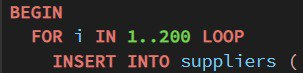 BEGIN
FOR i IN 1..200 LOOP
INSERT INTO suppliers (